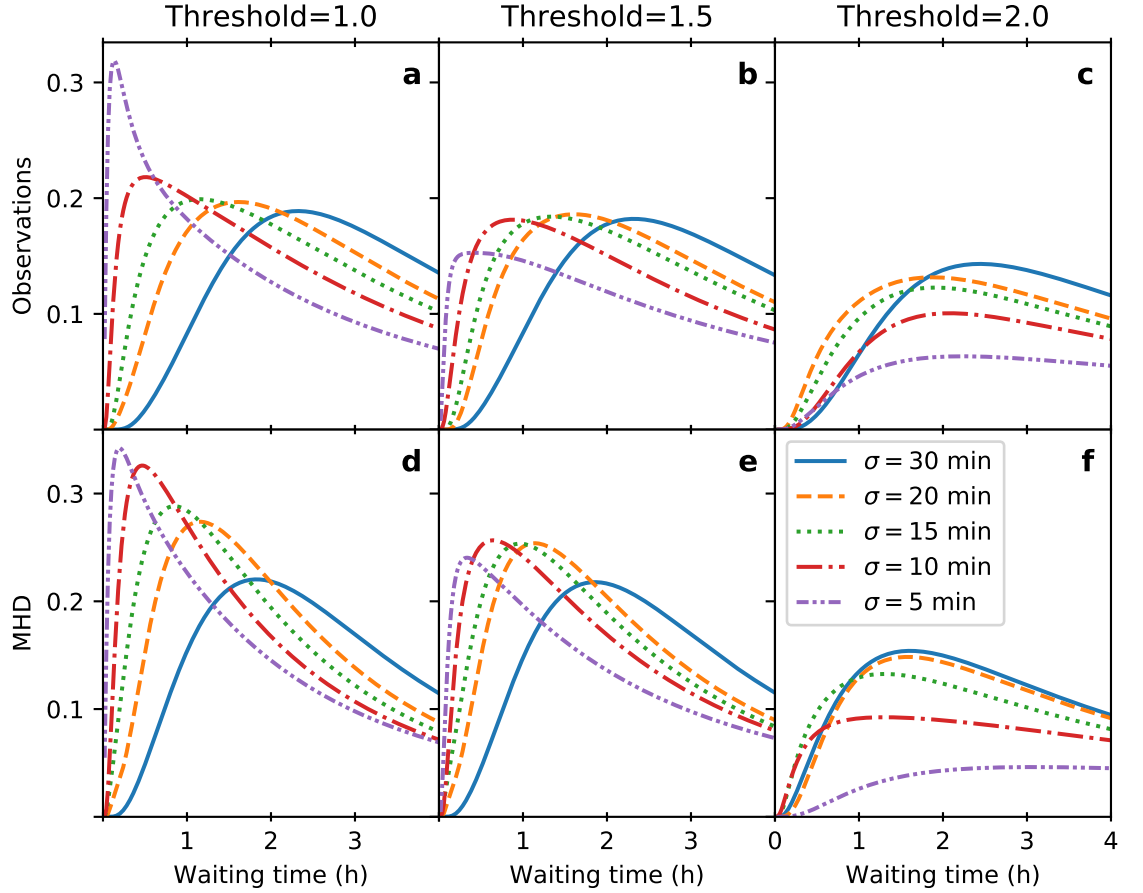 Threshold=1.0 Threshold=1.5 Threshold=2.0
a b c
Observations
0.3
0.2
0.1
d e f
MHD
0.3
0.2
0.1
σ = 30 min
σ = 20 min
σ = 15 min
σ = 10 min
σ = 5 min
1 2 3 1 2 3 0 1 2 3 4
Waiting time (h) Waiting time (h) Waiting time (h)